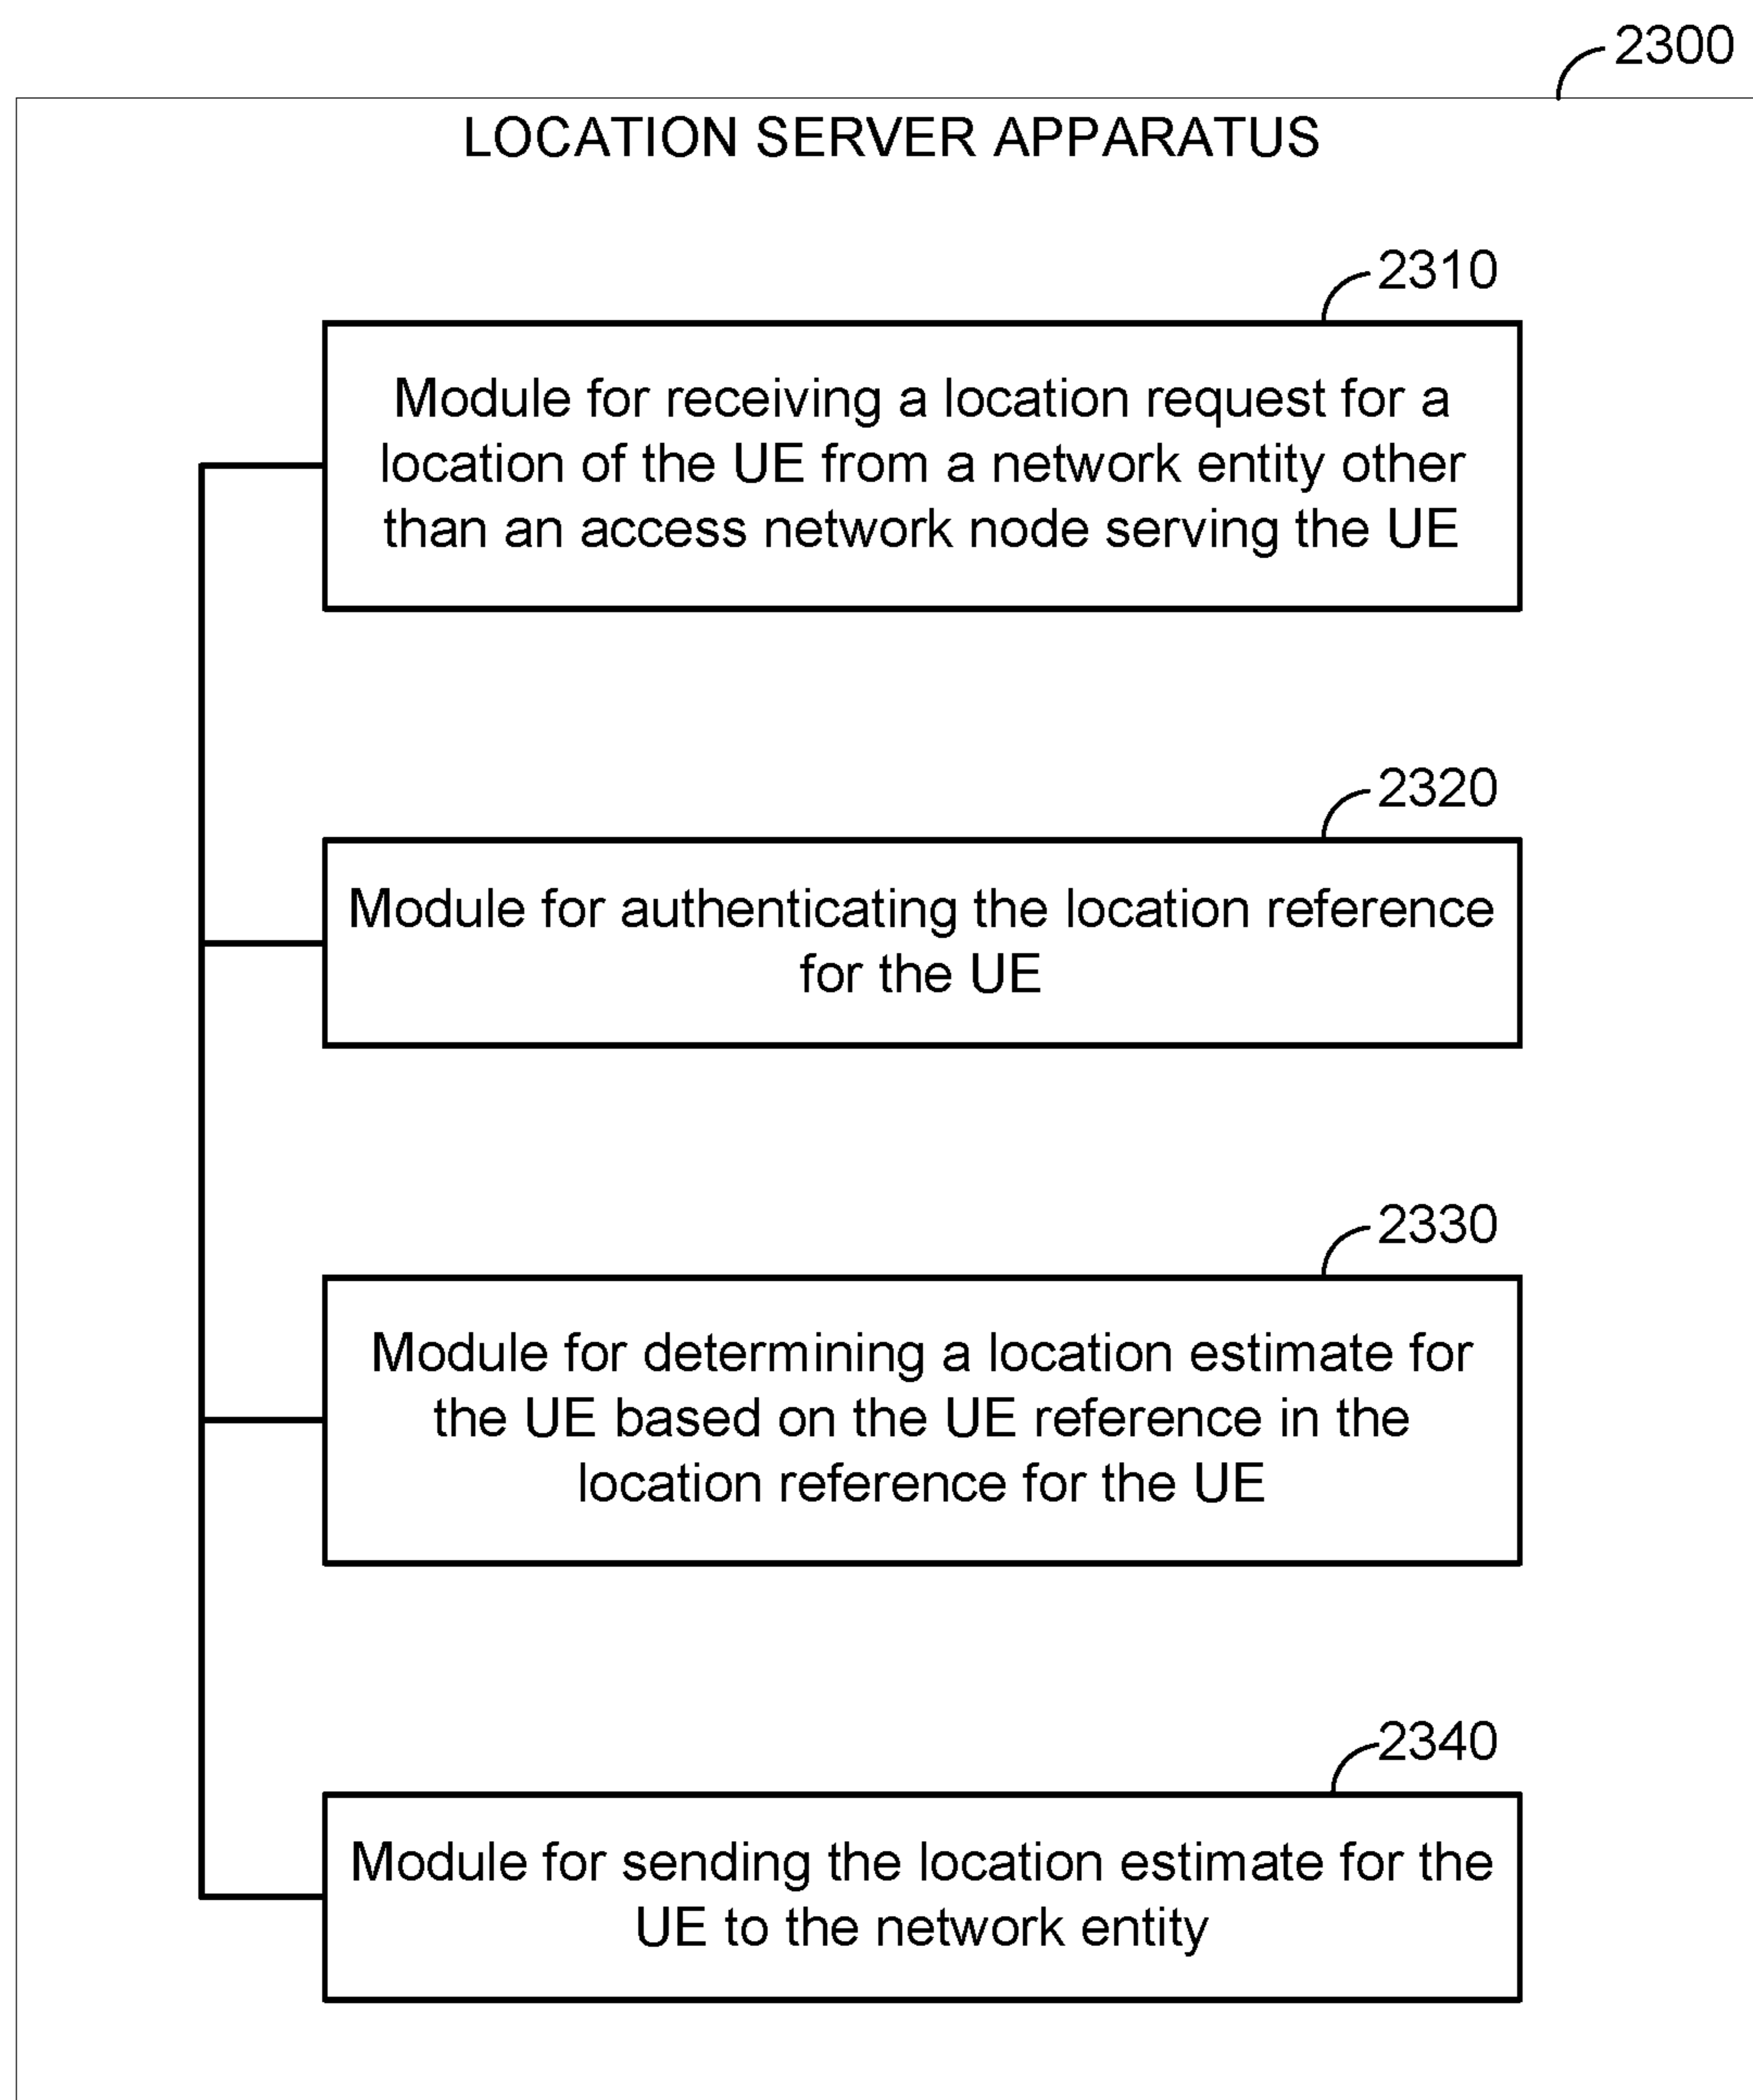 2300
LOCATION SERVER APPARATUS
2310
Module for receiving a location request for a
location of the UE from a network entity other
than an access network node serving the UE
2320
Module for authenticating the location reference
for the UE
2330
Module for determining a location estimate for
the UE based on the UE reference in the
location reference for the UE
2340
Module for sending the location estimate for the
UE to the network entity